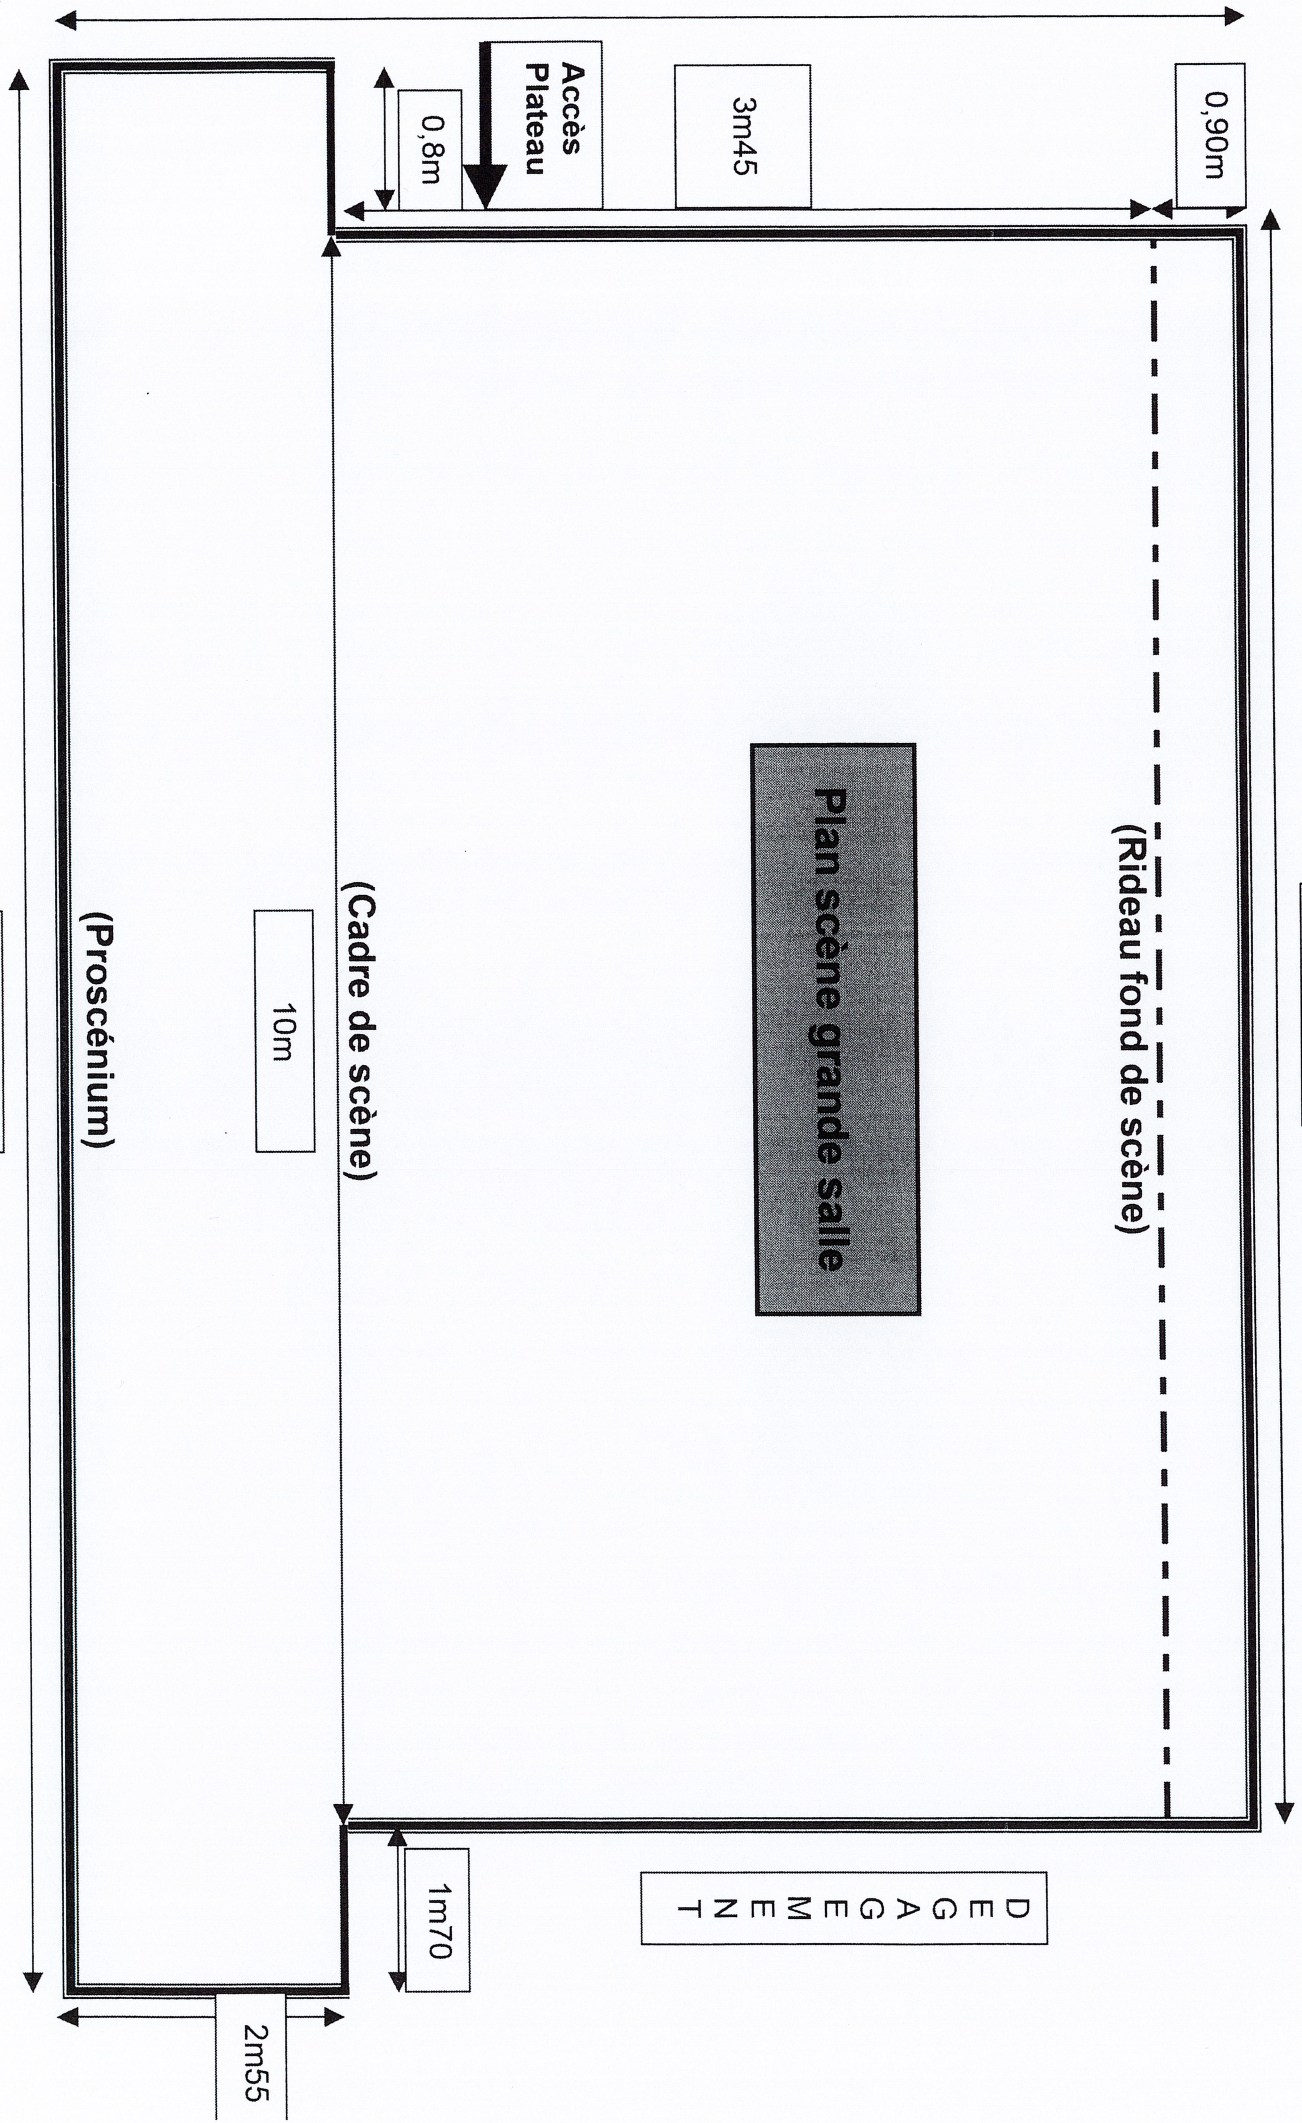 0,90m
3m45
Accès
Plateau
0,8m
(Rideau fond de scène)
Plan scène grande salle
(Cadre de scène)
10m
(Proscénium)
DEGAGEMENT
1m70
2m55